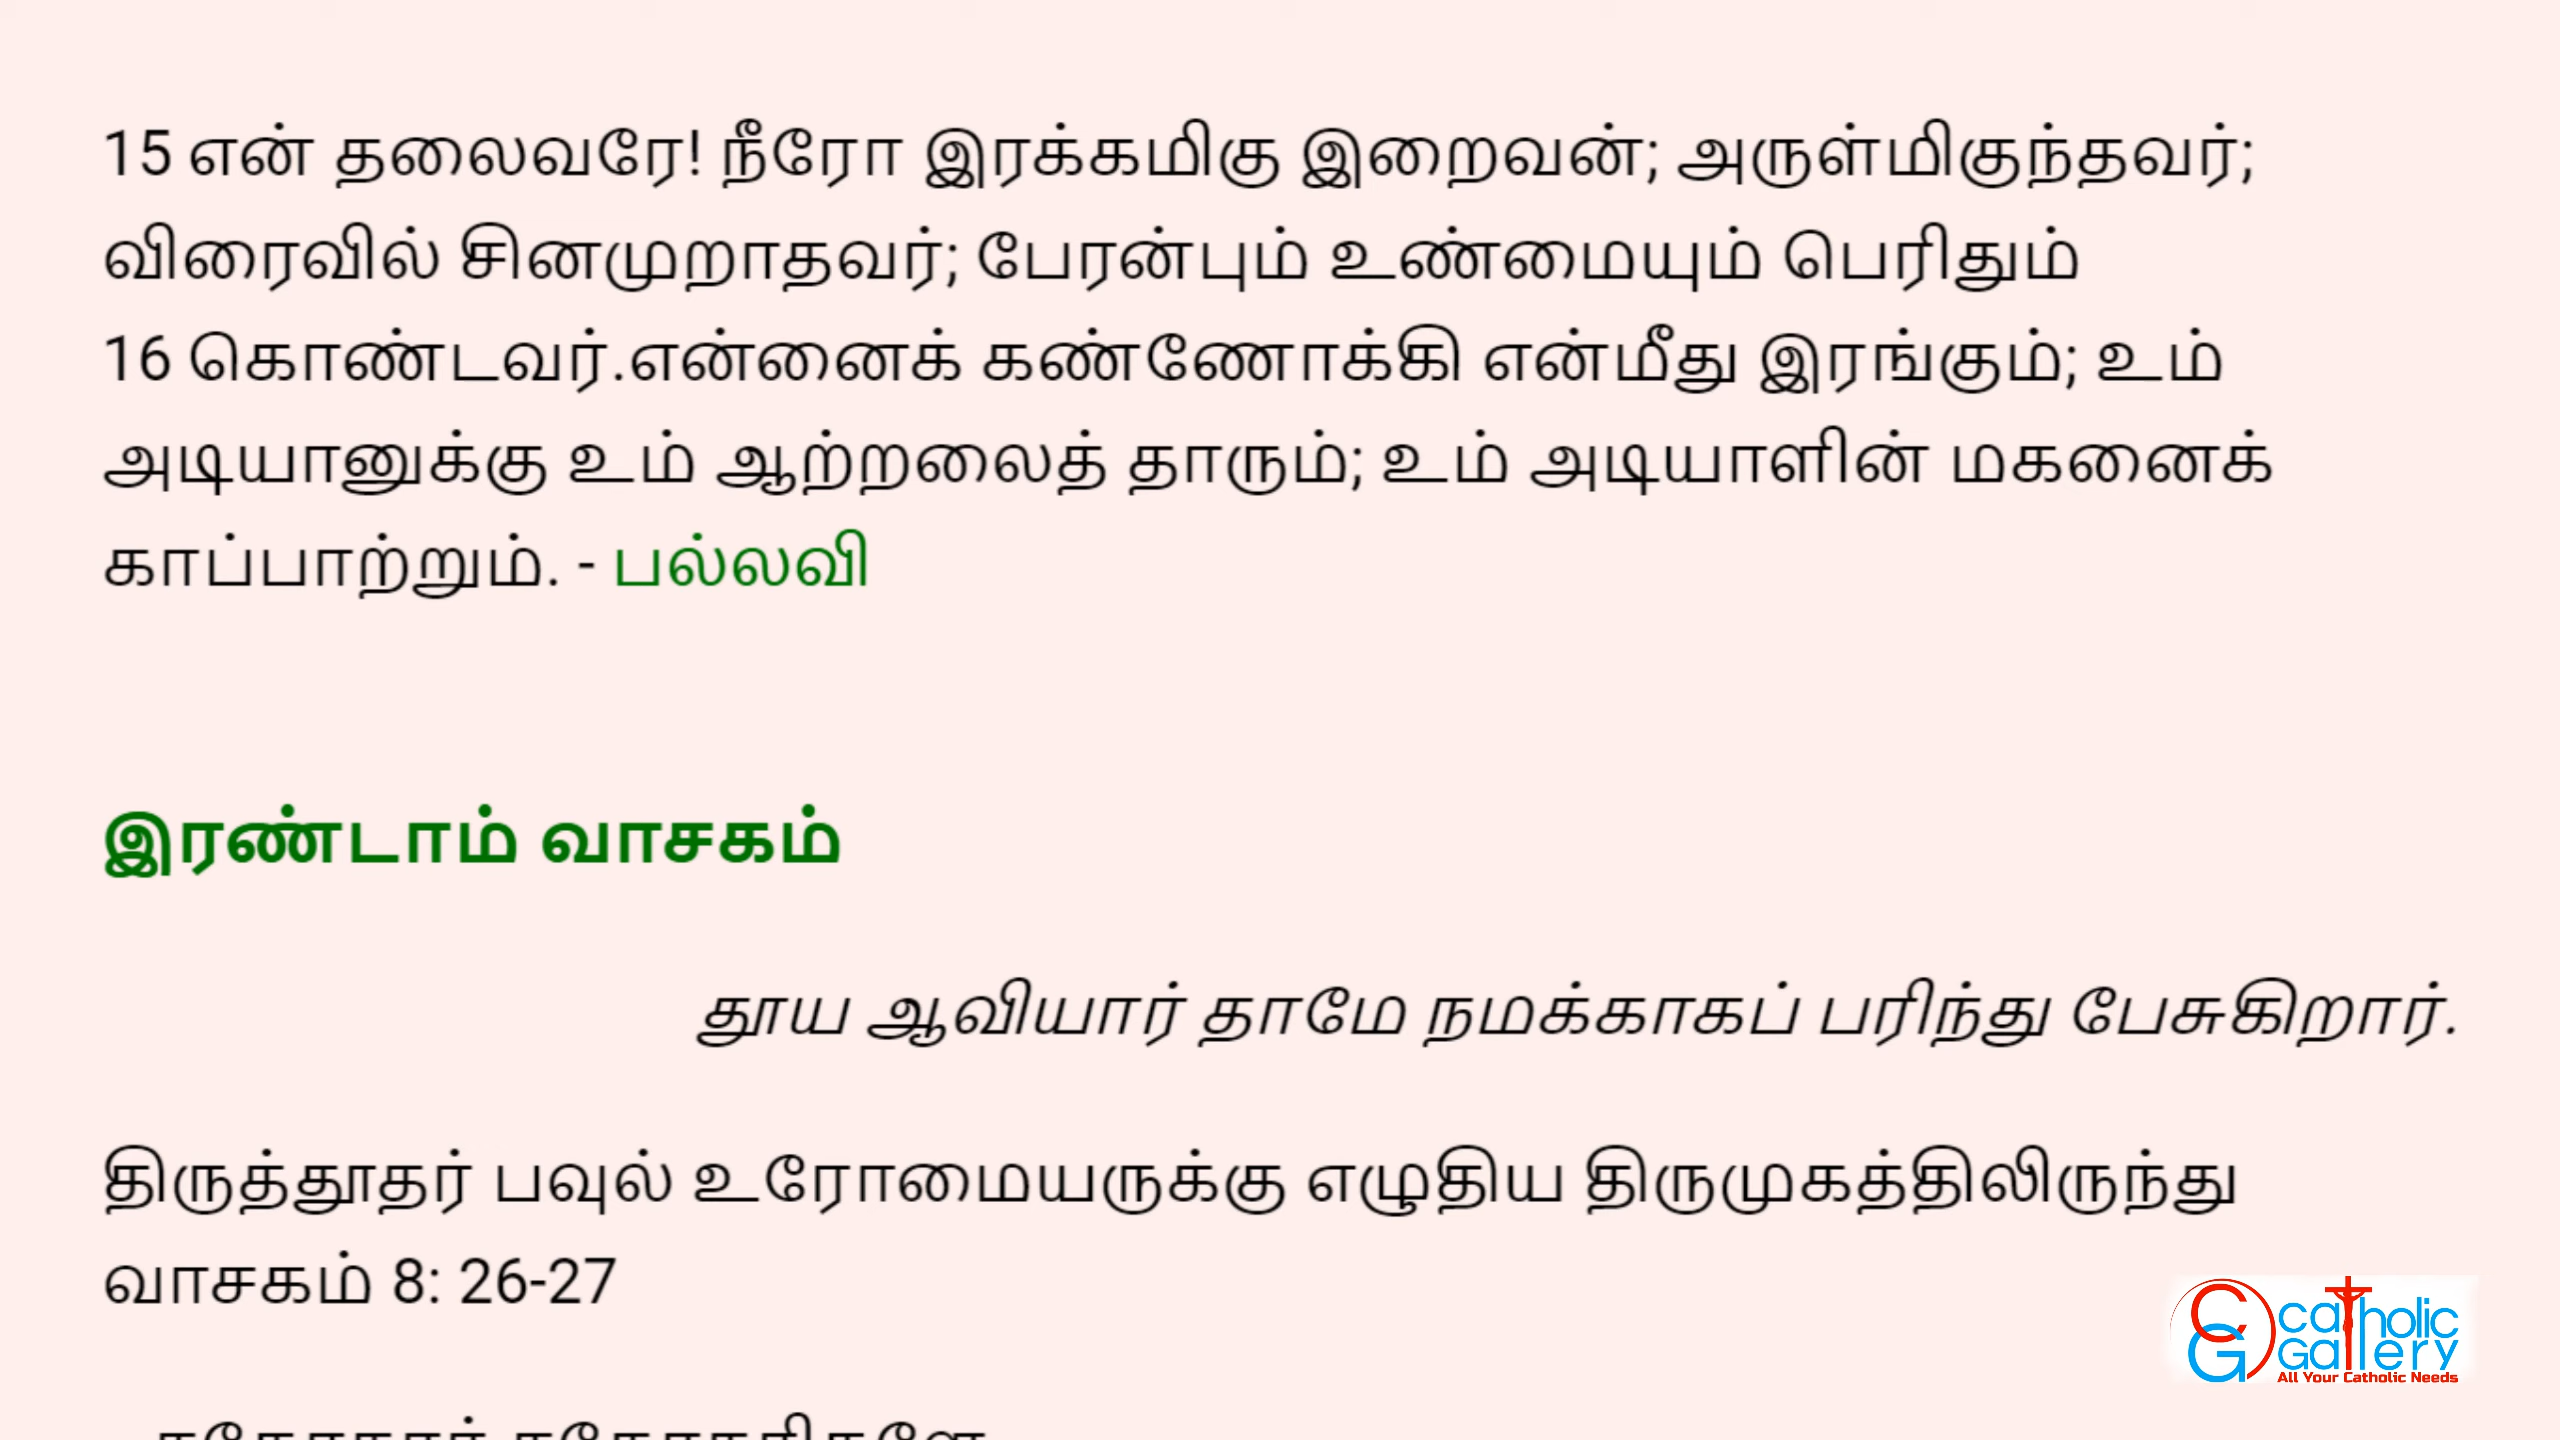 15 என் தலைவரே! நீரோ இரக்கமிகு இறைவன்; அருள்மிகுந்தவர்;
விரைவில் சினமுறாதவர்; பேரன்பும் உண்மையும் பெரிதும்
16 கொண்டவர்.என்னைக் கண்ணோக்கி என்மீது இரங்கும்; உம்
அடியானுக்கு உம் ஆற்றலைத் தாரும்; உம் அடியாளின் மகனைக்
காப்பாற்றும். - பல்லவி
இரண்டாம் வாசகம்
தூய ஆவியார் தாமே நமக்காகப் பரிந்து பேசுகிறார்.
திருத்தூதர் பவுல் உரோமையருக்கு எழுதிய திருமுகத்திலிருந்து
வாசகம் 8: 26-27
CG catholic
Gallery
All Your Catholic Needs